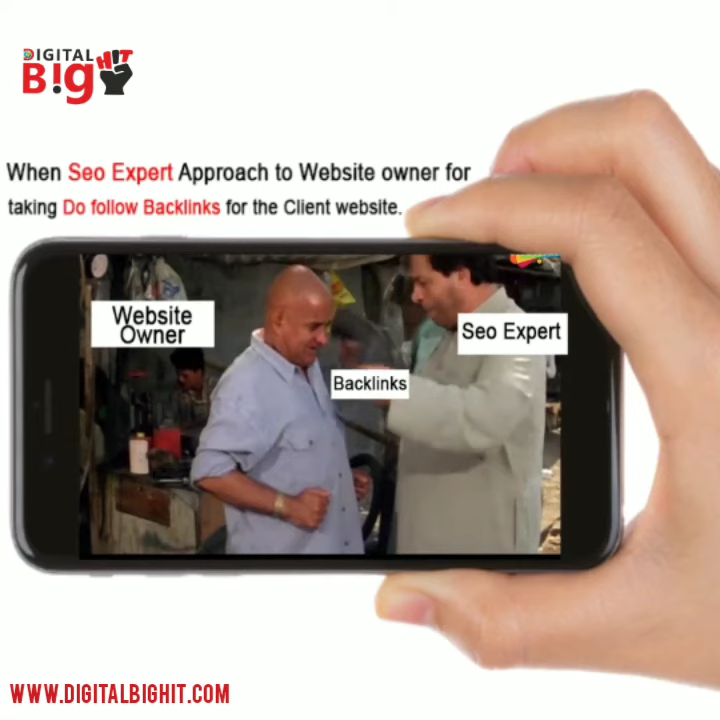 DIGITAL
B!g HIT
When Seo Expert Approach to Website owner for
taking Do follow Backlinks for the Client website.
Website
Owner
Seo Expert
Backlinks
WWW.DIGITALBIGHIT.COM